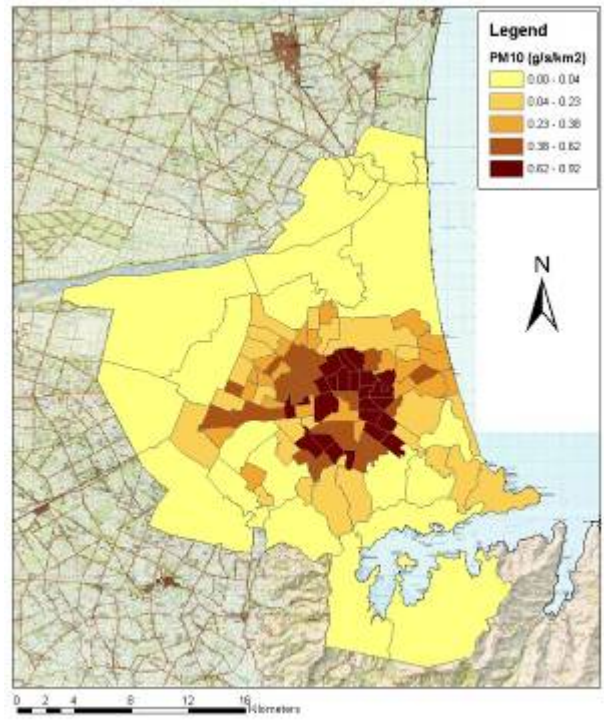 Legend
PM10 (g/s/km2)
0.00 - 0.04
0.04 - 0.23
0.23 - 0.38
0.38 - 0.62
0.62 - 0.92
N
0 2 4 8 12 16
Kilometers